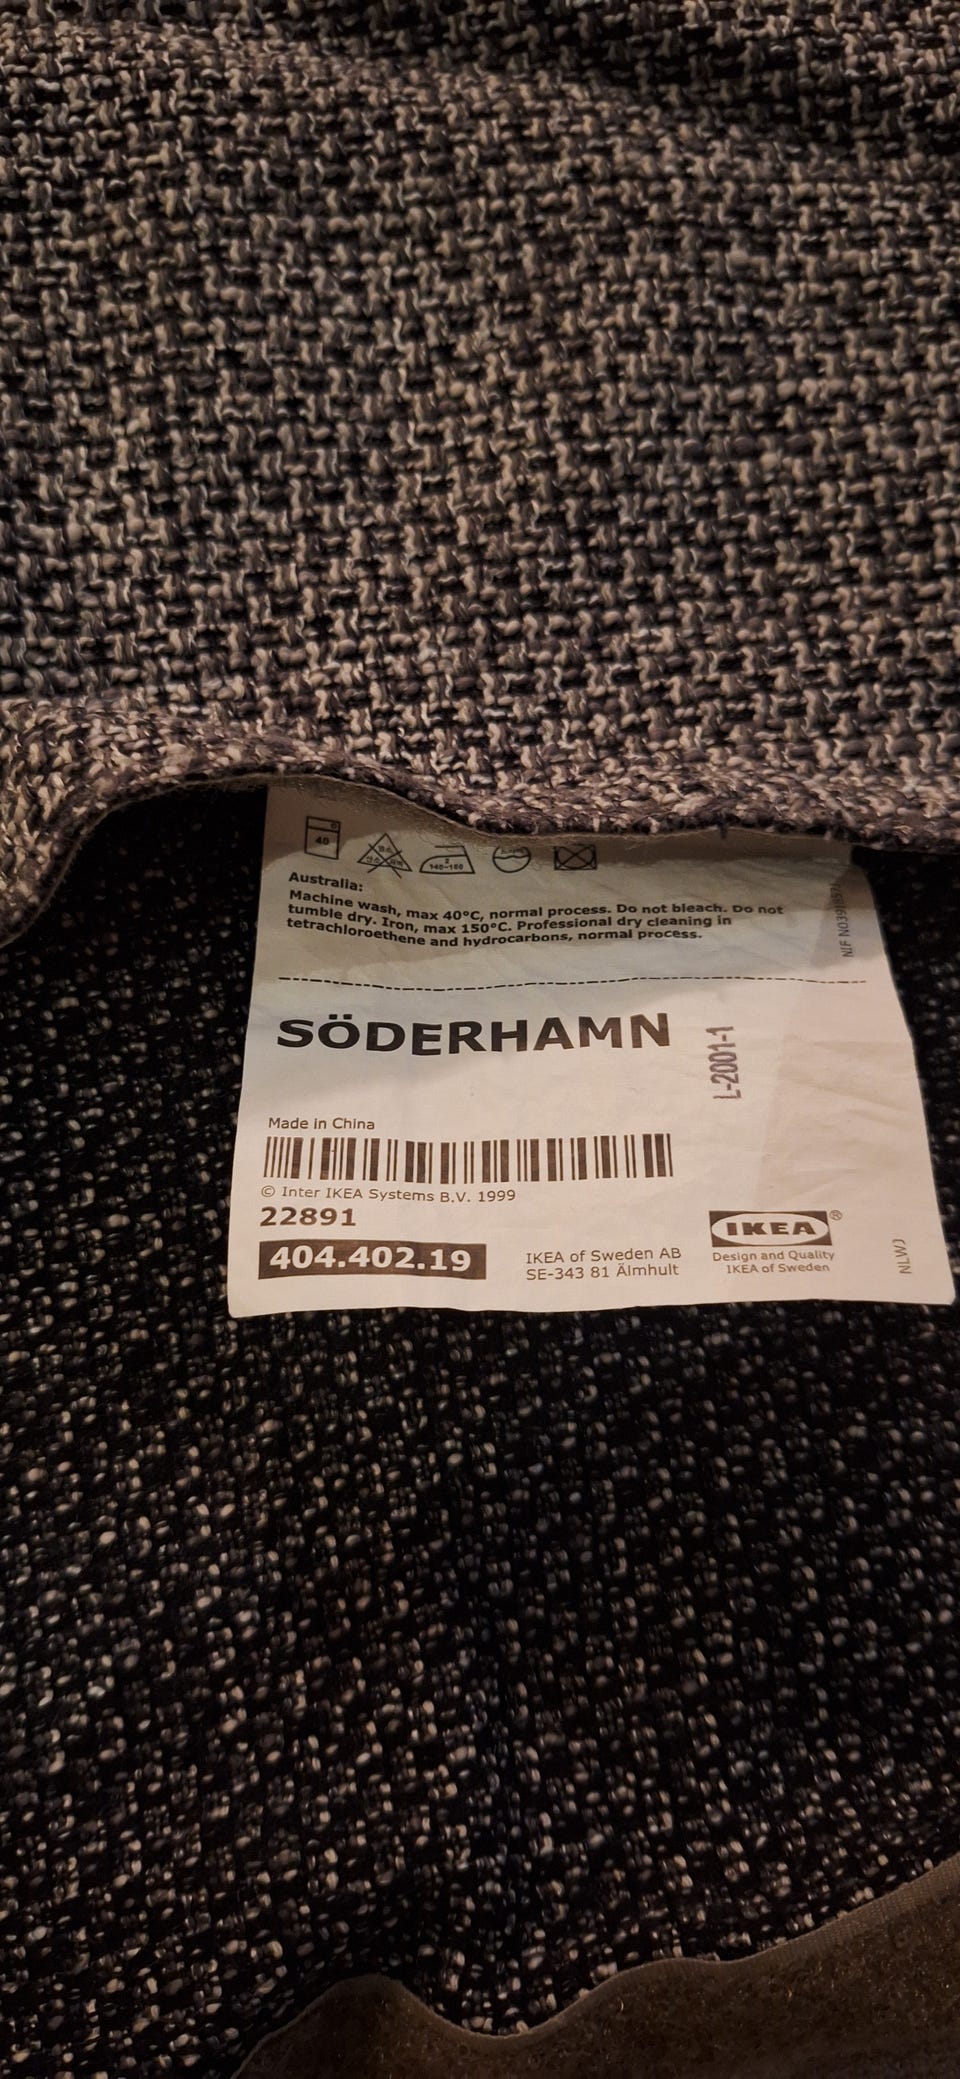 40
140-160
Australia:
Machine wash, max 40°C, normal process. Do not bleach. Do not
tumble dry. Iron, max 150°C. Professional dry cleaning in
tetrachloroethene and hydrocarbons, normal process.
NIF
SÖDERHAMN
L-2001-1
Made in China
© Inter IKEA Systems B.V. 1999
22891
404.402.19
IKEA of Sweden AB
SE-343 81 Älmhult
IKEA®
Design and Quality
IKEA of Sweden
NLWJ